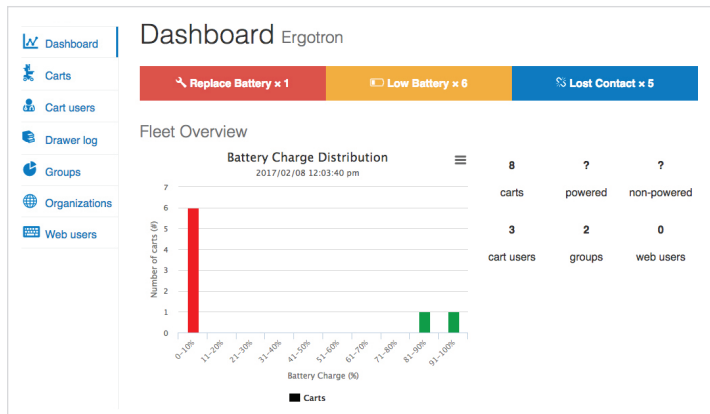 Dashboard
Carts
Cart users
Drawer log
Groups
Organizations
Web users
Dashboard Ergotron
Replace Battery x 1
Low Battery x 6
Lost Contact x 5
Fleet Overview
Battery Charge Distribution
2017/02/08 12:03:40 pm
Number of carts (#)
7
6
5
4
3
2
1
0
0-10%
11-20%
21-30%
31-40%
41-50%
51-60%
61-70%
71-80%
81-90%
91-100%
Battery Charge (%)
Carts
8 ? ?
carts powered non-powered
3 2 0
cart users groups web users